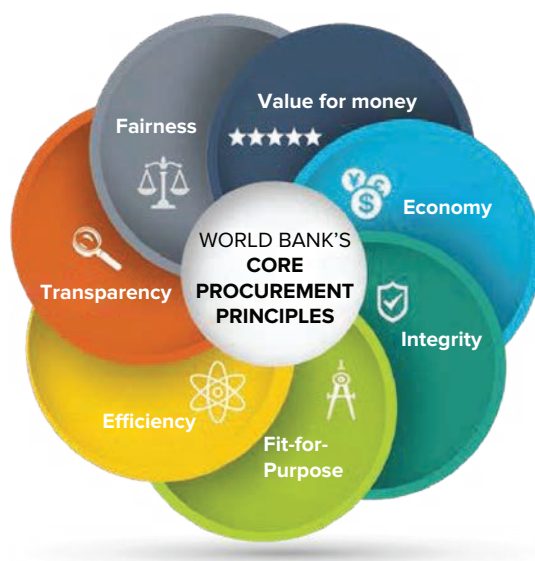 WORLD BANK'S
CORE
PROCUREMENT
PRINCIPLES
Value for money
Economy
Integrity
Fit-for-
Purpose
Efficiency
Transparency
Fairness
¥
€
$